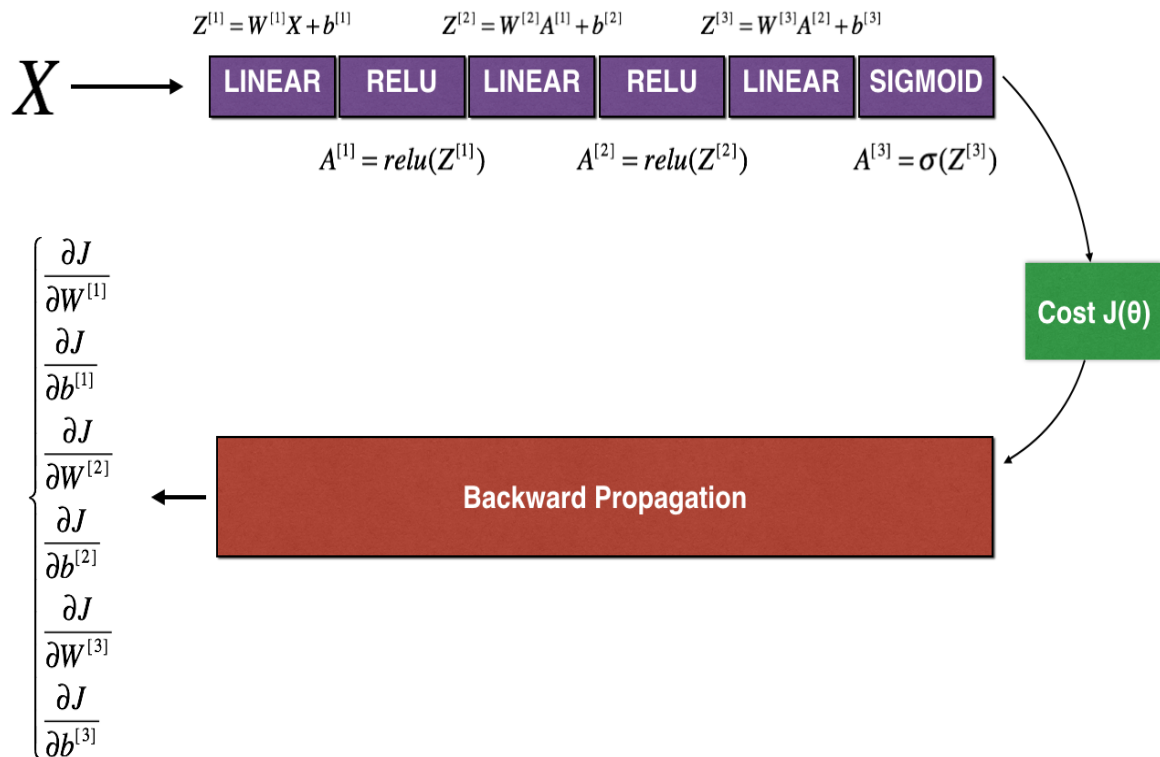 Z^{[1]} = W^{[1]}X + b^{[1]}
Z^{[2]} = W^{[2]}A^{[1]} + b^{[2]}
Z^{[3]} = W^{[3]}A^{[2]} + b^{[3]}
X
LINEAR
RELU
LINEAR
RELU
LINEAR
SIGMOID
A^{[1]} = relu(Z^{[1]})
A^{[2]} = relu(Z^{[2]})
A^{[3]} = σ(Z^{[3]})
Cost J(θ)
Backward Propagation
∂J
∂W^{[1]}
∂J
∂b^{[1]}
∂J
∂W^{[2]}
∂J
∂b^{[2]}
∂J
∂W^{[3]}
∂J
∂b^{[3]}